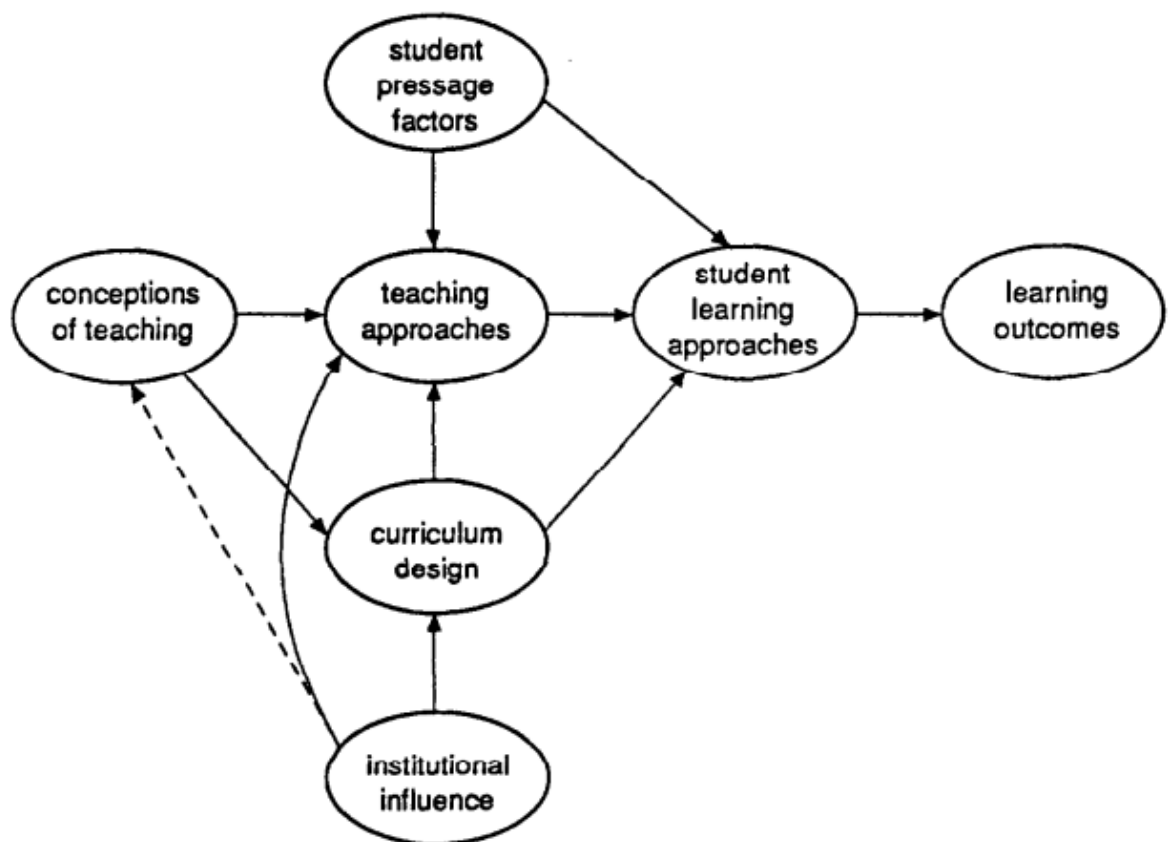 student
pressage
factors
conceptions
of teaching
teaching
approaches
student
learning
approaches
learning
outcomes
curriculum
design
institutional
influence